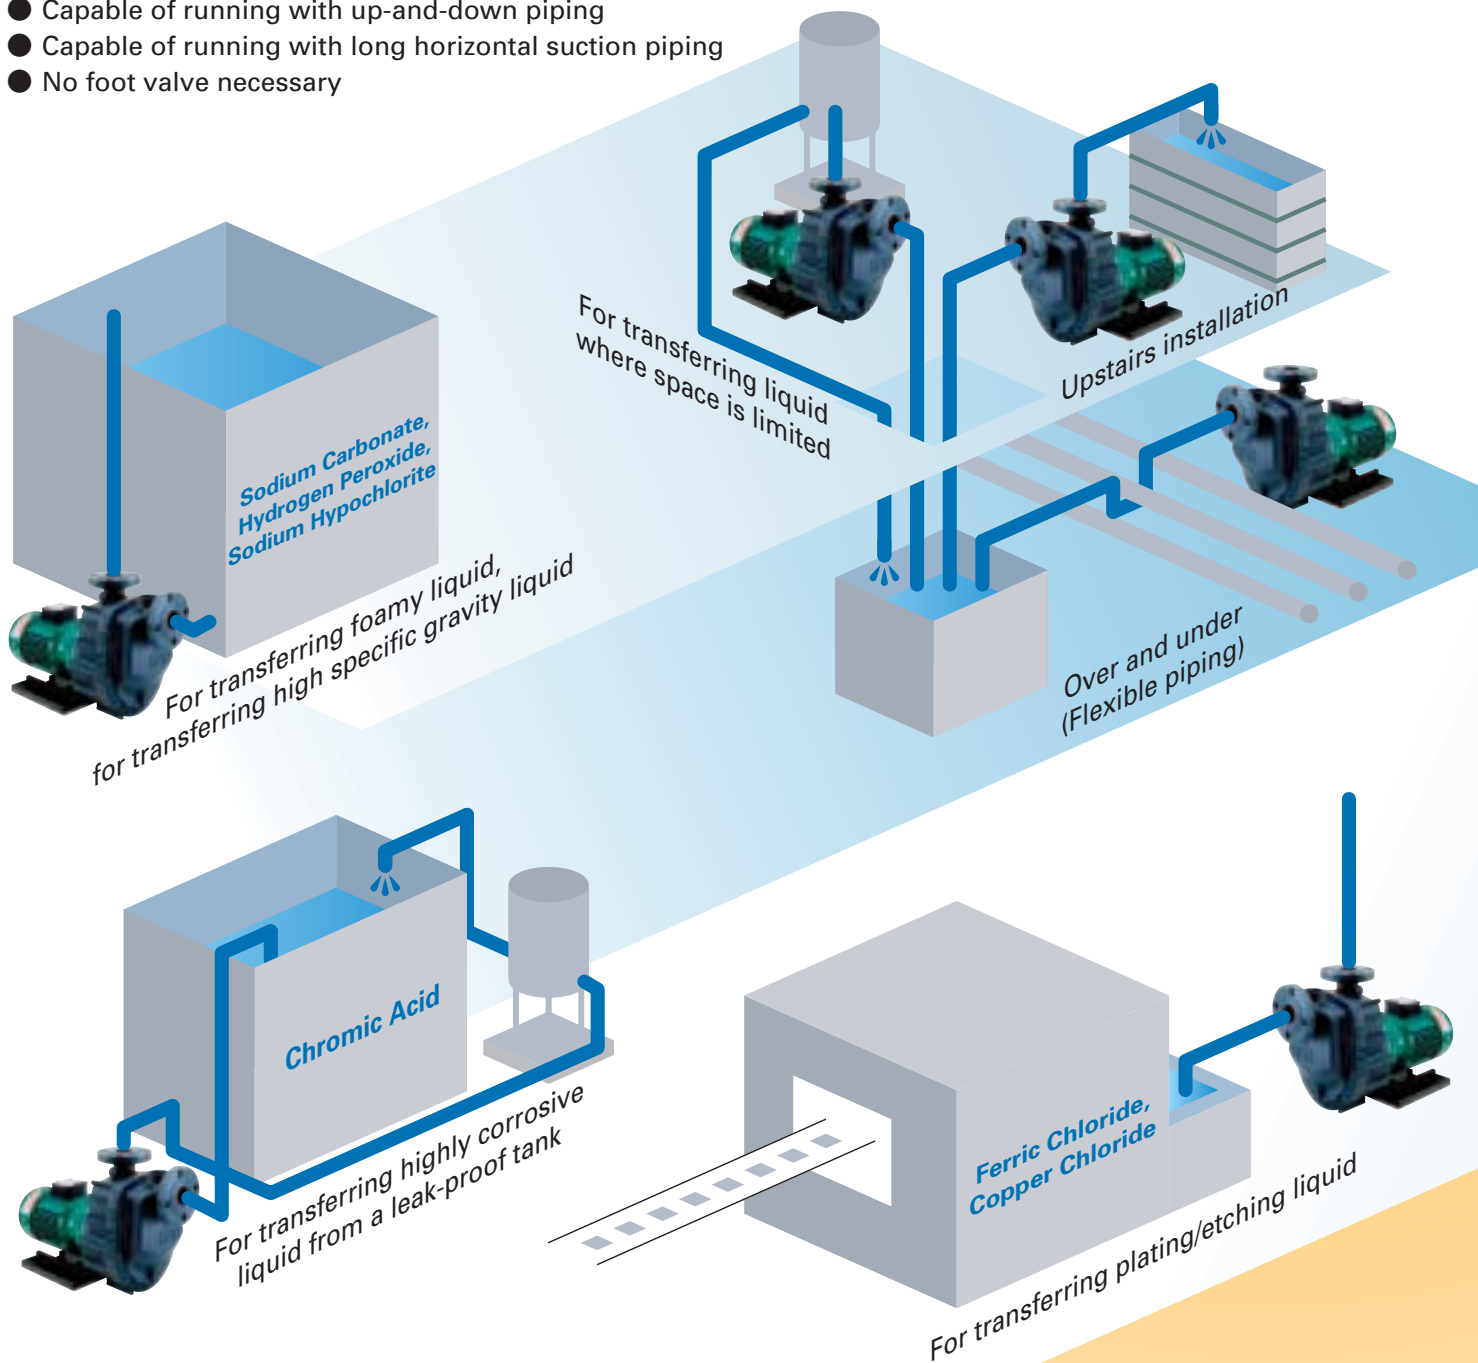 ● Capable of running with up-and-down piping
● Capable of running with long horizontal suction piping
● No foot valve necessary
For transferring liquid
where space is limited
Upstairs installation
Sodium Carbonate,
Hydrogen Peroxide,
Sodium Hypochlorite
For transferring foamy liquid,
for transferring high specific gravity liquid
Over and under
(Flexible piping)
Chromic Acid
For transferring highly corrosive
liquid from a leak-proof tank
Ferric Chloride,
Copper Chloride
For transferring plating/etching liquid